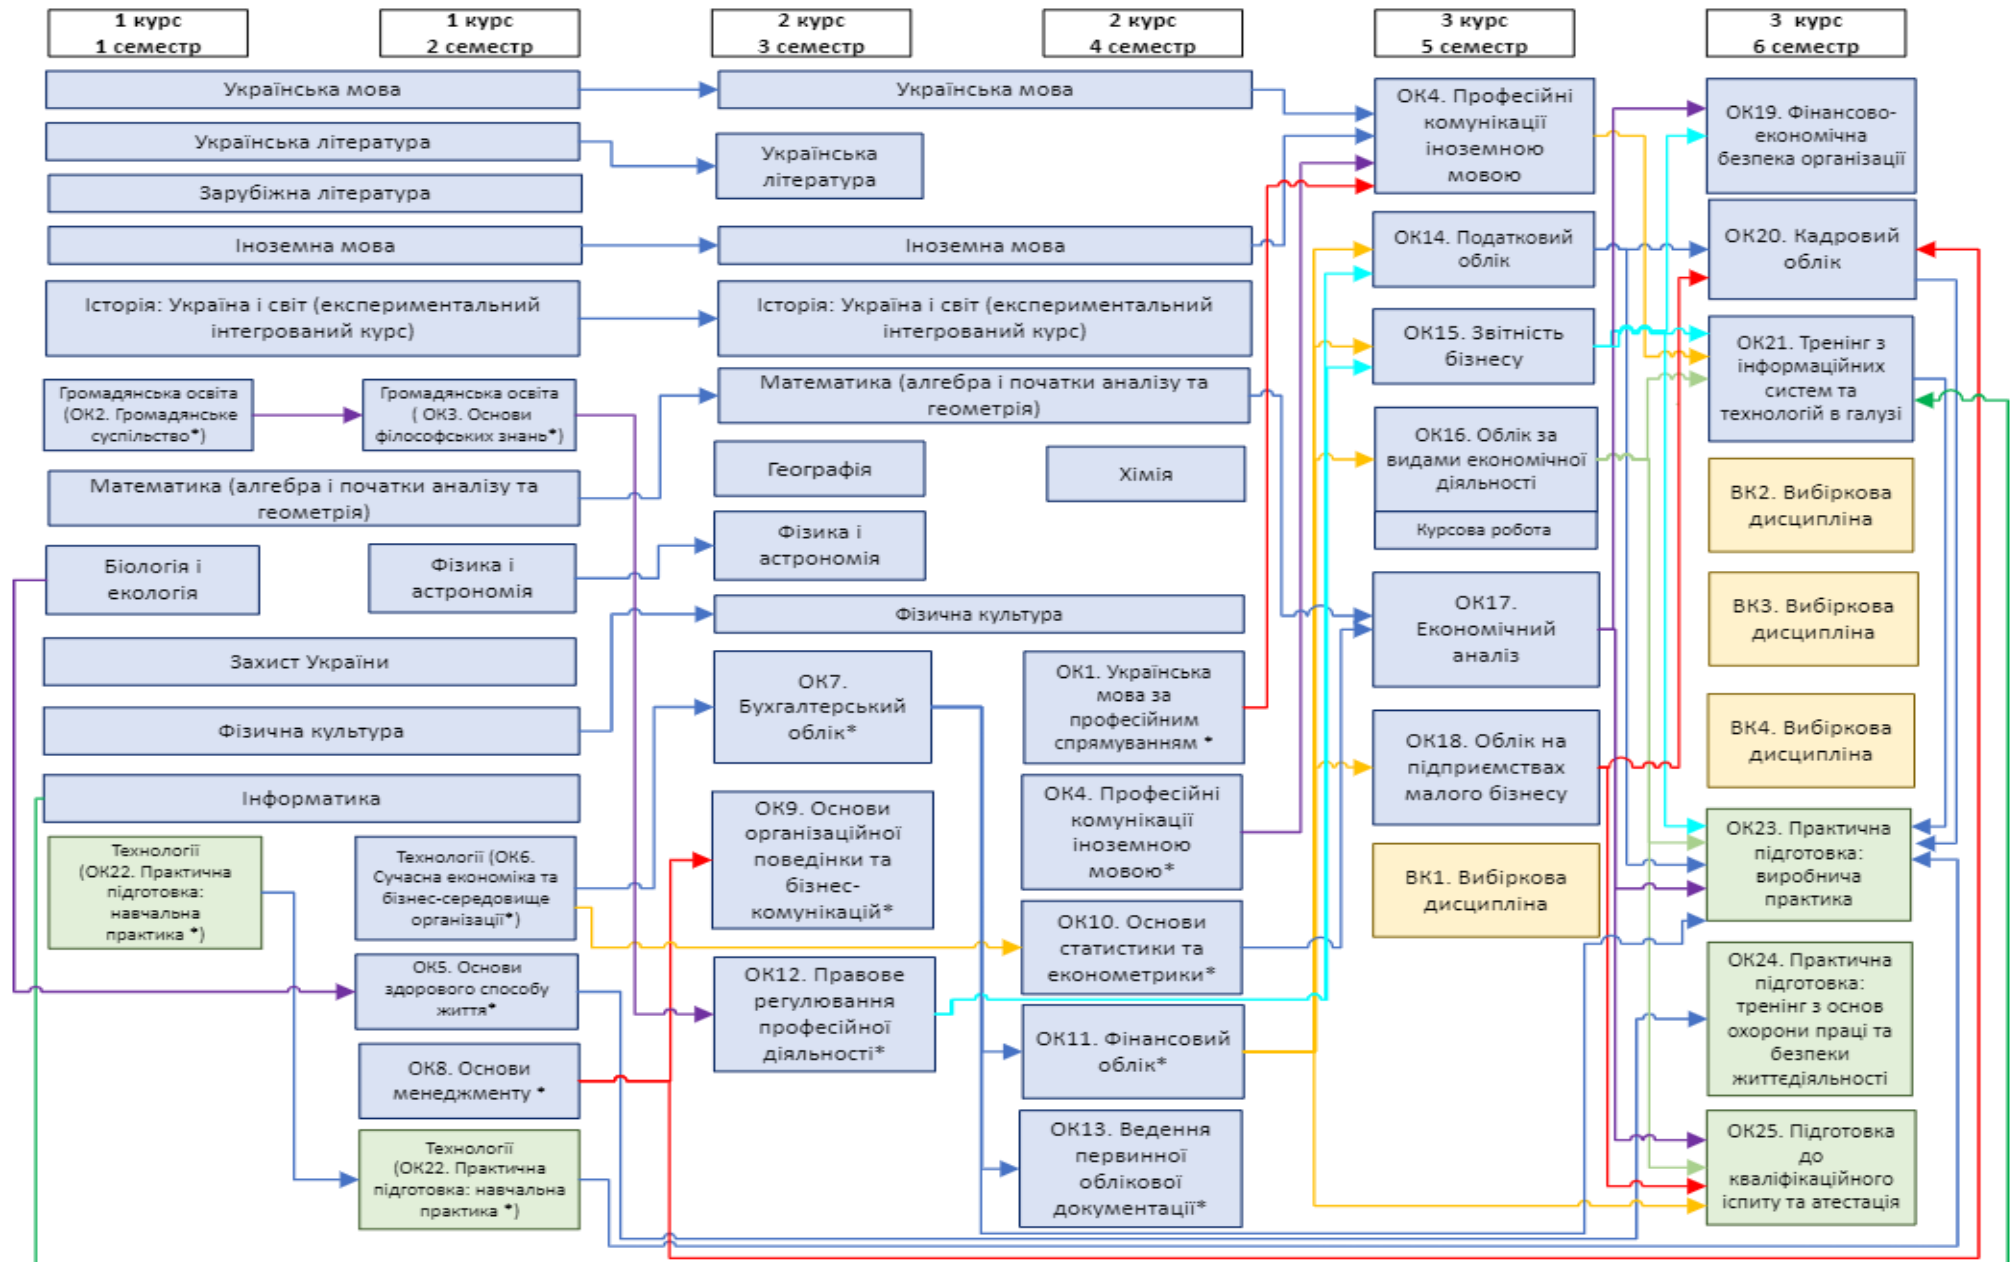 1 курс
1 семестр
1 курс
2 семестр
2 курс
3 семестр
2 курс
4 семестр
3 курс
5 семестр
3 курс
6 семестр
Українська мова
Українська література
Зарубіжна література
Іноземна мова
Історія: Україна і світ (експериментальний
інтегрований курс)
Громадянська освіта
(ОК2. Громадянське
суспільство*)
Громадянська освіта
( ОК3. Основи
філософських знань*)
Математика (алгебра і початки аналізу та
геометрія)
Біологія і
екологія
Фізика і
астрономія
Захист України
Фізична культура
Інформатика
Технології
(ОК22. Практична
підготовка:
навчальна
практика *)
Технології (ОК6.
Сучасна економіка та
бізнес-середовище
організації*)
ОК5. Основи
здорового способу
життя*
ОК8. Основи
менеджменту *
Технології
(ОК22. Практична
підготовка: навчальна
практика *)
Українська мова
Українська
література
Іноземна мова
Історія: Україна і світ (експериментальний
інтегрований курс)
Математика (алгебра і початки аналізу та
геометрія)
Географія
Хімія
Фізика і
астрономія
Фізична культура
ОК7.
Бухгалтерський
облік*
ОК9. Основи
організаційної
поведінки та
бізнес-
комунікацій*
ОК12. Правове
регулювання
професійної
діяльності*
ОК1. Українська
мова за
професійним
спрямуванням *
ОК4. Професійні
комунікації
іноземною
мовою*
ОК10. Основи
статистики та
економетрики*
ОК11. Фінансовий
облік*
ОК13. Ведення
первинної
облікової
документації*
ОК4. Професійні
комунікації
іноземною
мовою
ОК14. Податковий
облік
ОК15. Звітність
бізнесу
ОК16. Облік за
видами економічної
діяльності
Курсова робота
ОК17.
Економічний
аналіз
ОК18. Облік на
підприємствах
малого бізнесу
ВК1. Вибіркова
дисципліна
ОК19. Фінансово-
економічна
безпека організації
ОК20. Кадровий
облік
ОК21. Тренінг з
інформаційних
систем та
технологій в галузі
ВК2. Вибіркова
дисципліна
ВК3. Вибіркова
дисципліна
ВК4. Вибіркова
дисципліна
ОК23. Практична
підготовка:
виробнича
практика
ОК24. Практична
підготовка:
тренінг з основ
охорони праці та
безпеки
життєдіяльності
ОК25. Підготовка
до
кваліфікаційного
іспиту та атестація